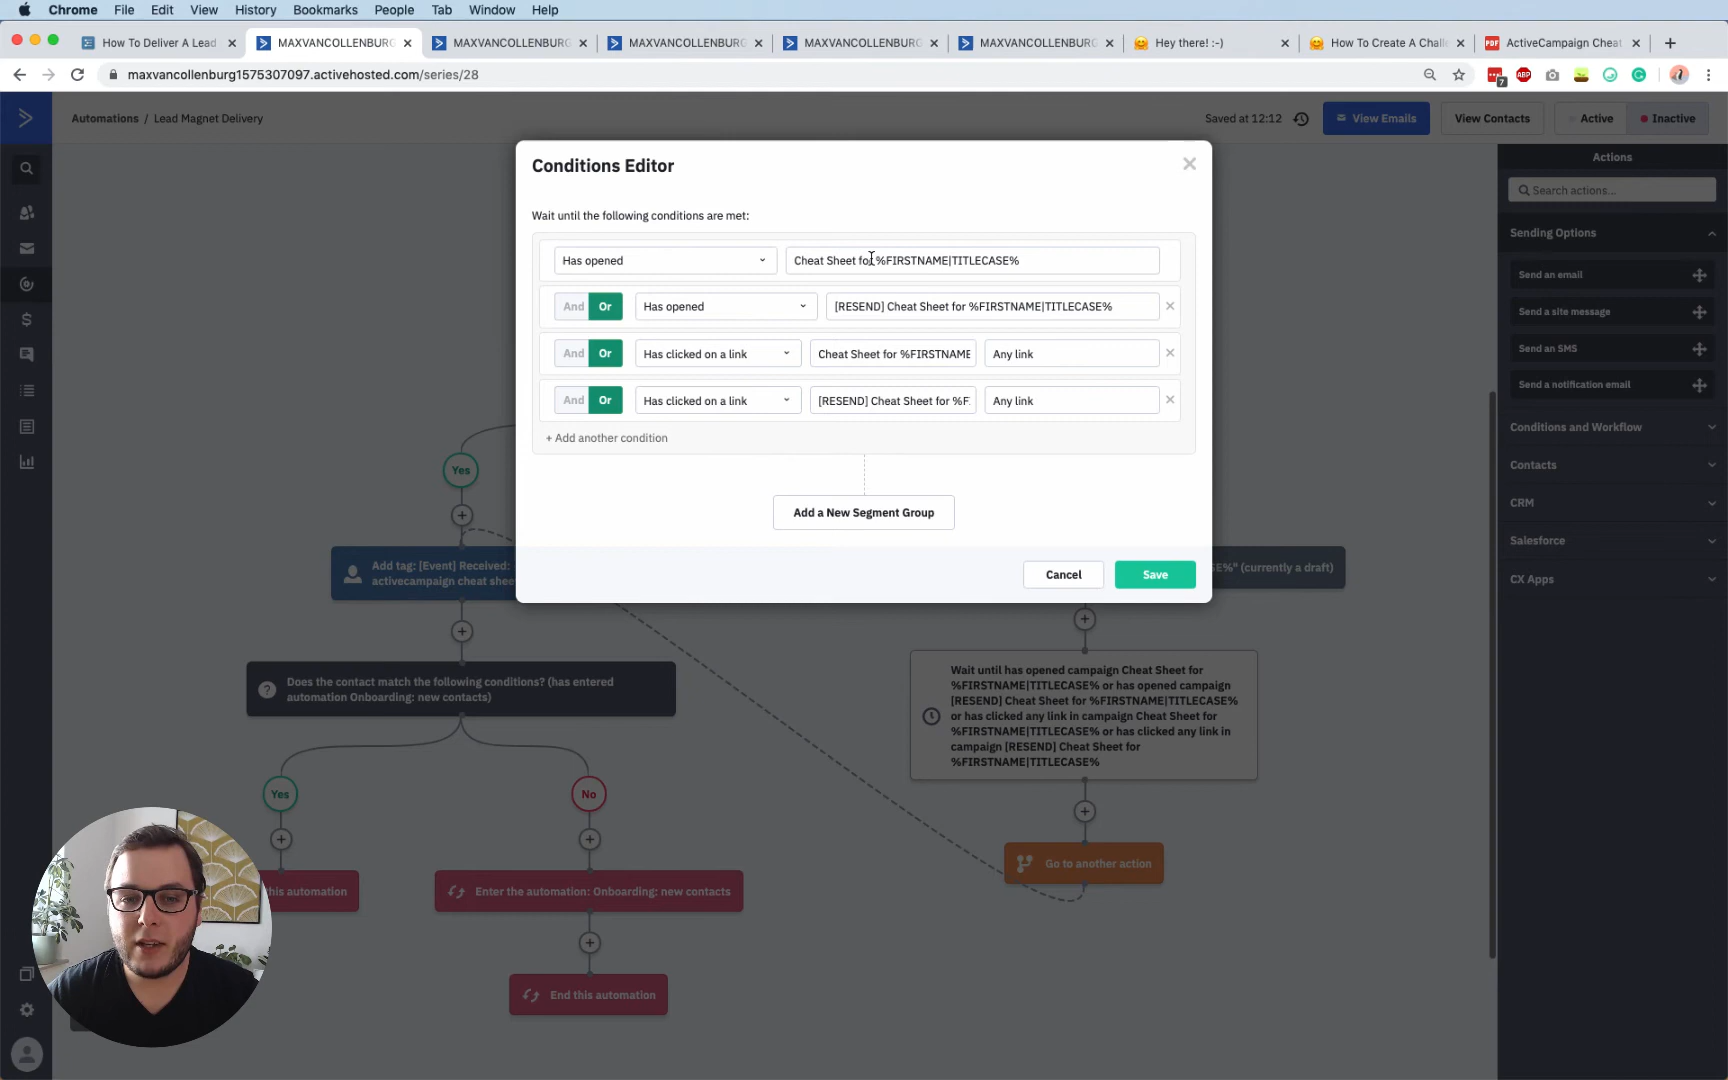 Chrome File Edit View History Bookmarks People Tab Window Help
How To Deliver A Lead
MAXVANCOLLENBURG
MAXVANCOLLENBURG
MAXVANCOLLENBURG
MAXVANCOLLENBURG
MAXVANCOLLENBURG
Hey there! :-)
How To Create A Chall
PDF ActiveCampaign Cheat
maxvancollenburg1575307097.activehosted.com/series/28
7
ABP
Automations / Lead Magnet Delivery
Saved at 12:12
View Emails
View Contacts
Active
Inactive
Conditions Editor
Wait until the following conditions are met:
Has opened Cheat Sheet for %FIRSTNAME|TITLECASE%
And Or Has opened [RESEND] Cheat Sheet for %FIRSTNAME|TITLECASE%
And Or Has clicked on a link Cheat Sheet for %FIRSTNAME Any link
And Or Has clicked on a link [RESEND] Cheat Sheet for %F Any link
+ Add another condition
Add a New Segment Group
Cancel Save
Actions
Search actions...
Sending Options
Send an email
Send a site message
Send an SMS
Send a notification email
Conditions and Workflow
Contacts
CRM
Salesforce
CX Apps
Yes
Add tag: [Event] Received:
activecampaign cheat shee
Does the contact match the following conditions? (has entered
automation Onboarding: new contacts)
Yes
No
his automation
Enter the automation: Onboarding: new contacts
End this automation
SE%" (currently a draft)
Wait until has opened campaign Cheat Sheet for
%FIRSTNAME|TITLECASE% or has opened campaign
[RESEND] Cheat Sheet for %FIRSTNAME|TITLECASE%
or has clicked any link in campaign Cheat Sheet for
%FIRSTNAME|TITLECASE% or has clicked any link in
campaign [RESEND] Cheat Sheet for
%FIRSTNAME|TITLECASE%
Go to another action